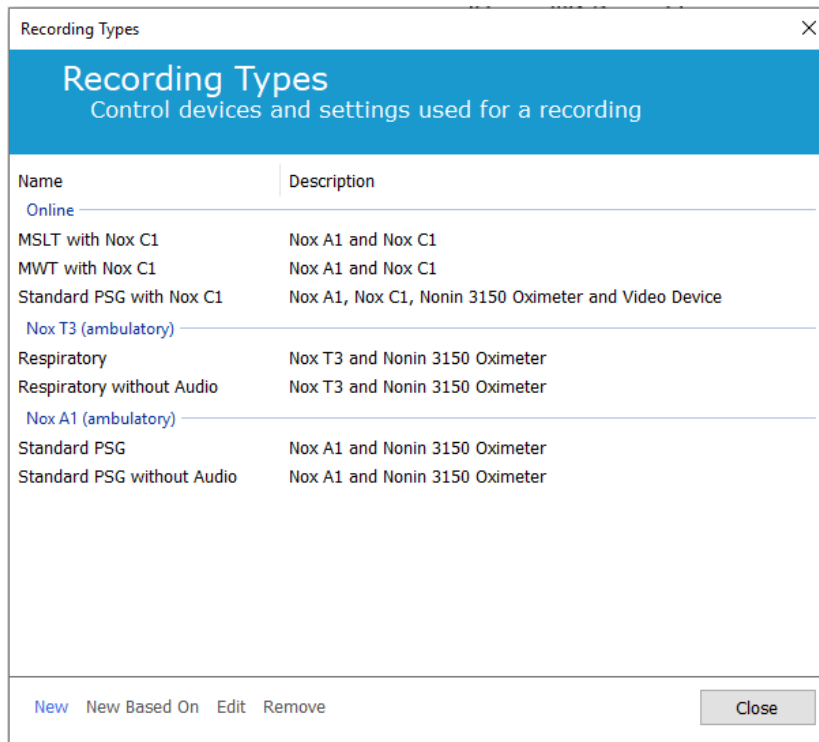 Recording Types
Recording Types
Control devices and settings used for a recording
Name Description
Online
MSLT with Nox C1 Nox A1 and Nox C1
MWT with Nox C1 Nox A1 and Nox C1
Standard PSG with Nox C1 Nox A1, Nox C1, Nonin 3150 Oximeter and Video Device
Nox T3 (ambulatory)
Respiratory Nox T3 and Nonin 3150 Oximeter
Respiratory without Audio Nox T3 and Nonin 3150 Oximeter
Nox A1 (ambulatory)
Standard PSG Nox A1 and Nonin 3150 Oximeter
Standard PSG without Audio Nox A1 and Nonin 3150 Oximeter
New New Based On Edit Remove Close